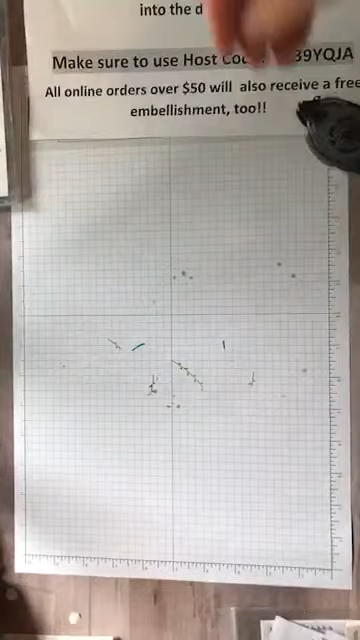 into the
Make sure to use Host 39YQJA
All online orders over $50 will also receive a free
embellishment, too!!